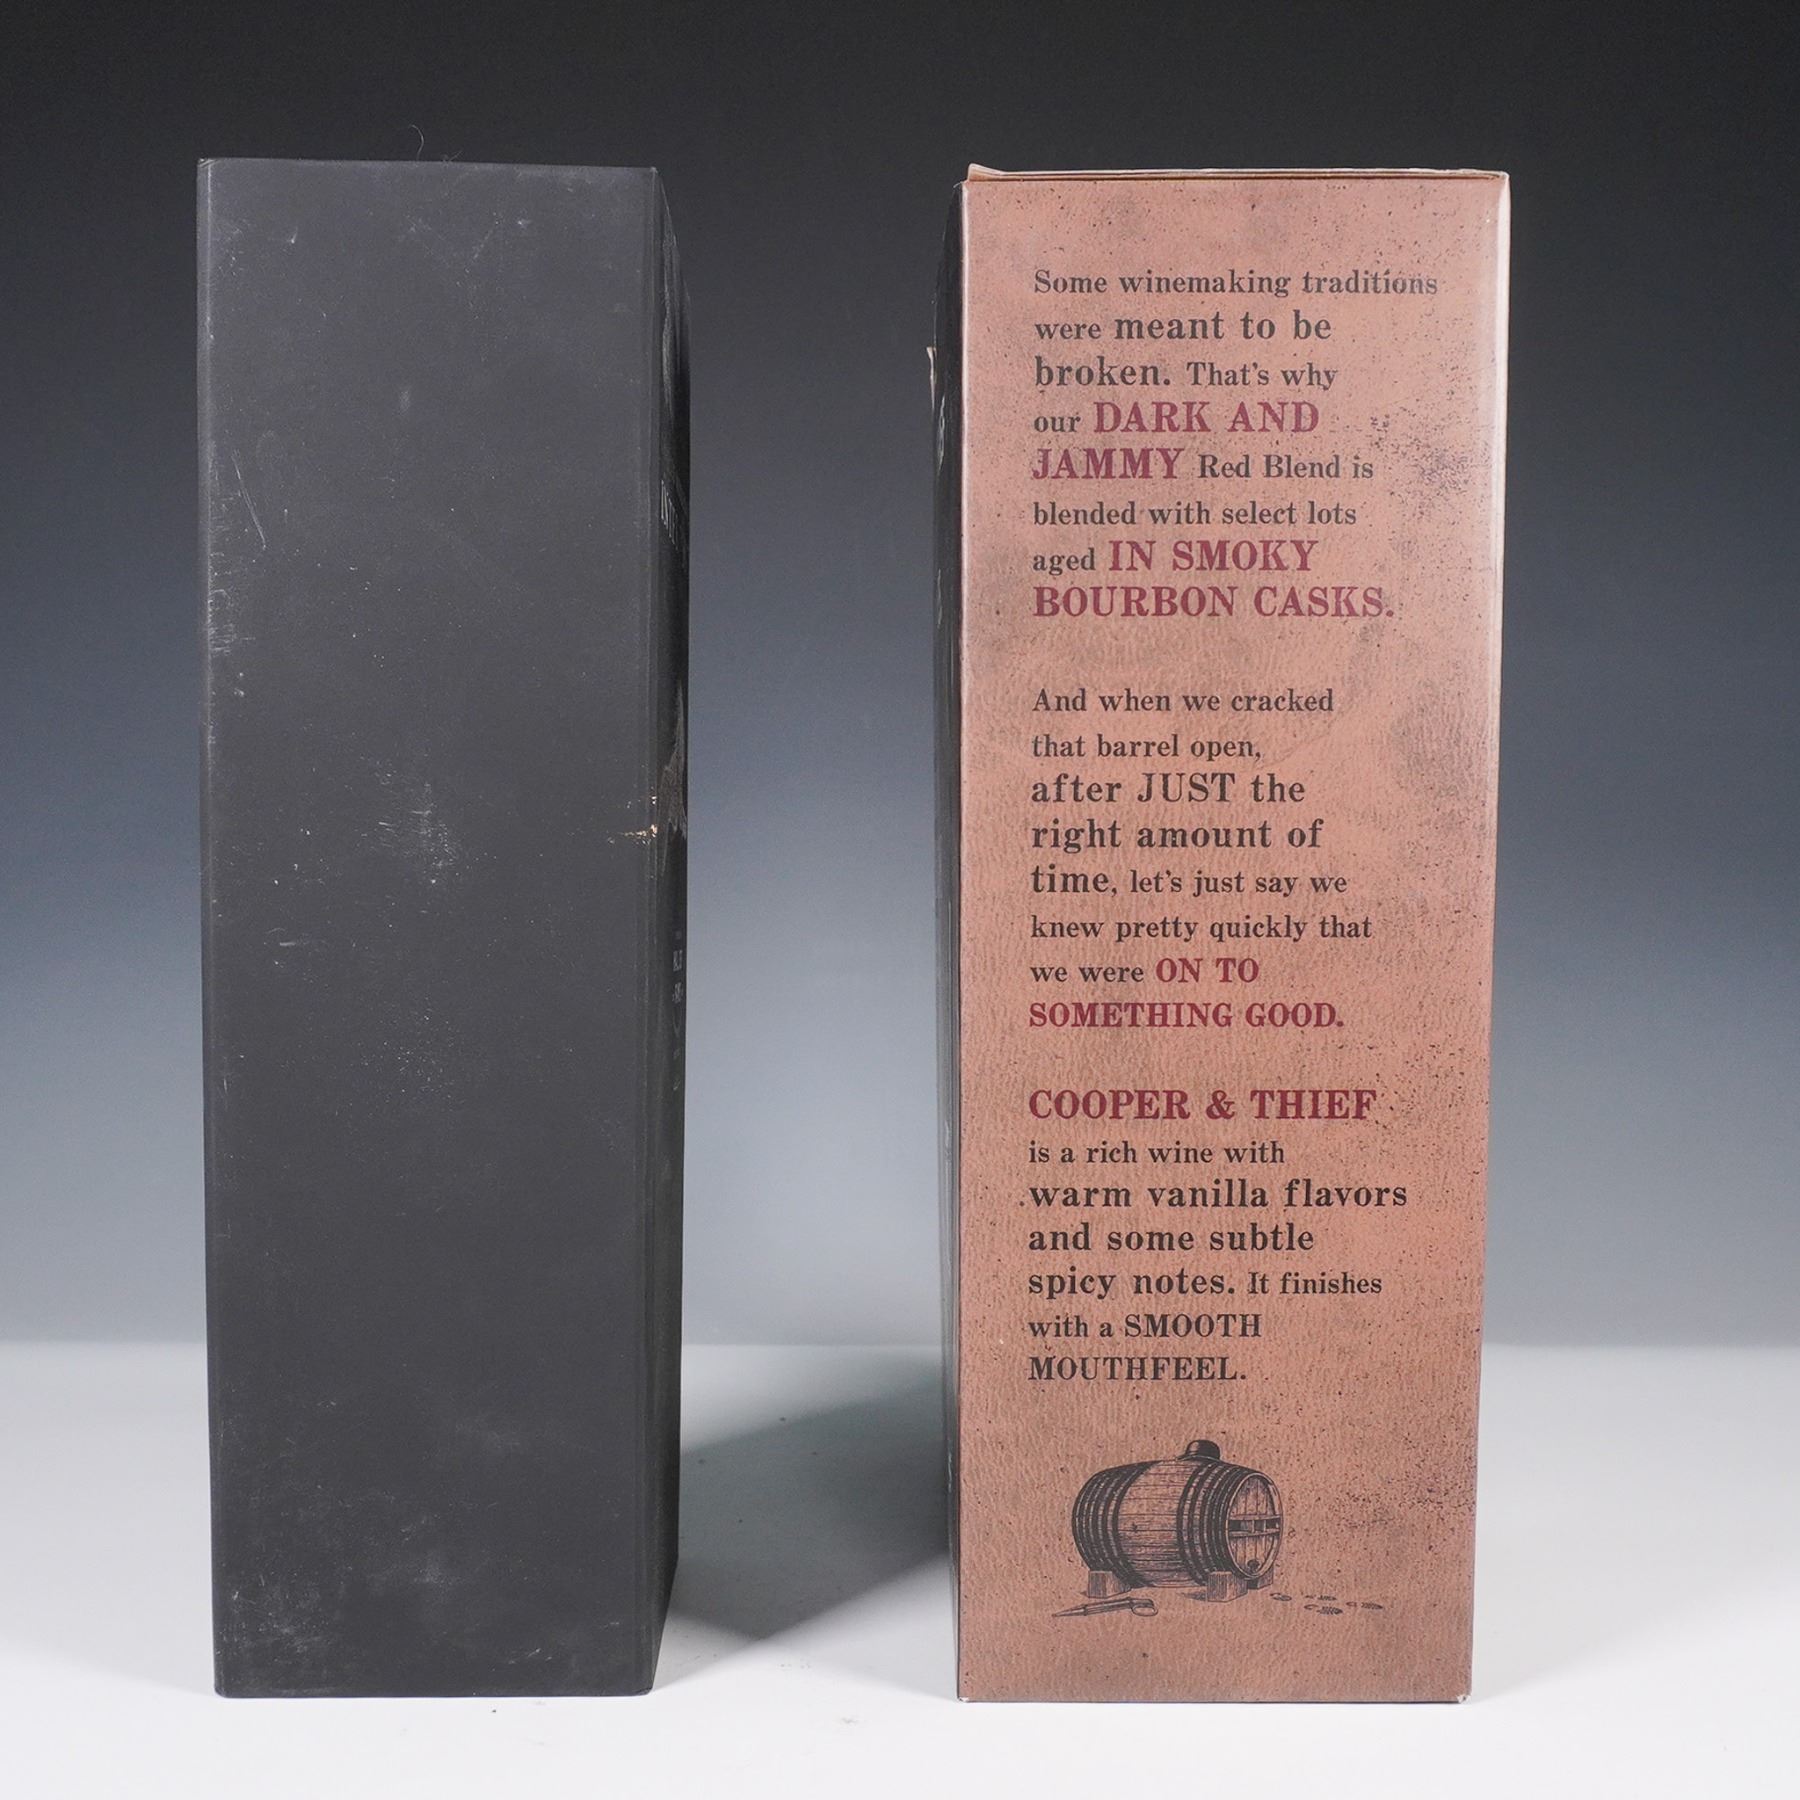 Some winemaking traditions
were meant to be
broken. That's why
our DARK AND
JAMMY Red Blend is
blended with select lots
aged IN SMOKY
BOURBON CASKS.
And when we cracked
that barrel open,
after JUST the
right amount of
time, let's just say we
knew pretty quickly that
we were ON TO
SOMETHING GOOD.
COOPER & THIEF
is a rich wine with
warm vanilla flavors
and some subtle
spicy notes. It finishes
with a SMOOTH
MOUTHFEEL.